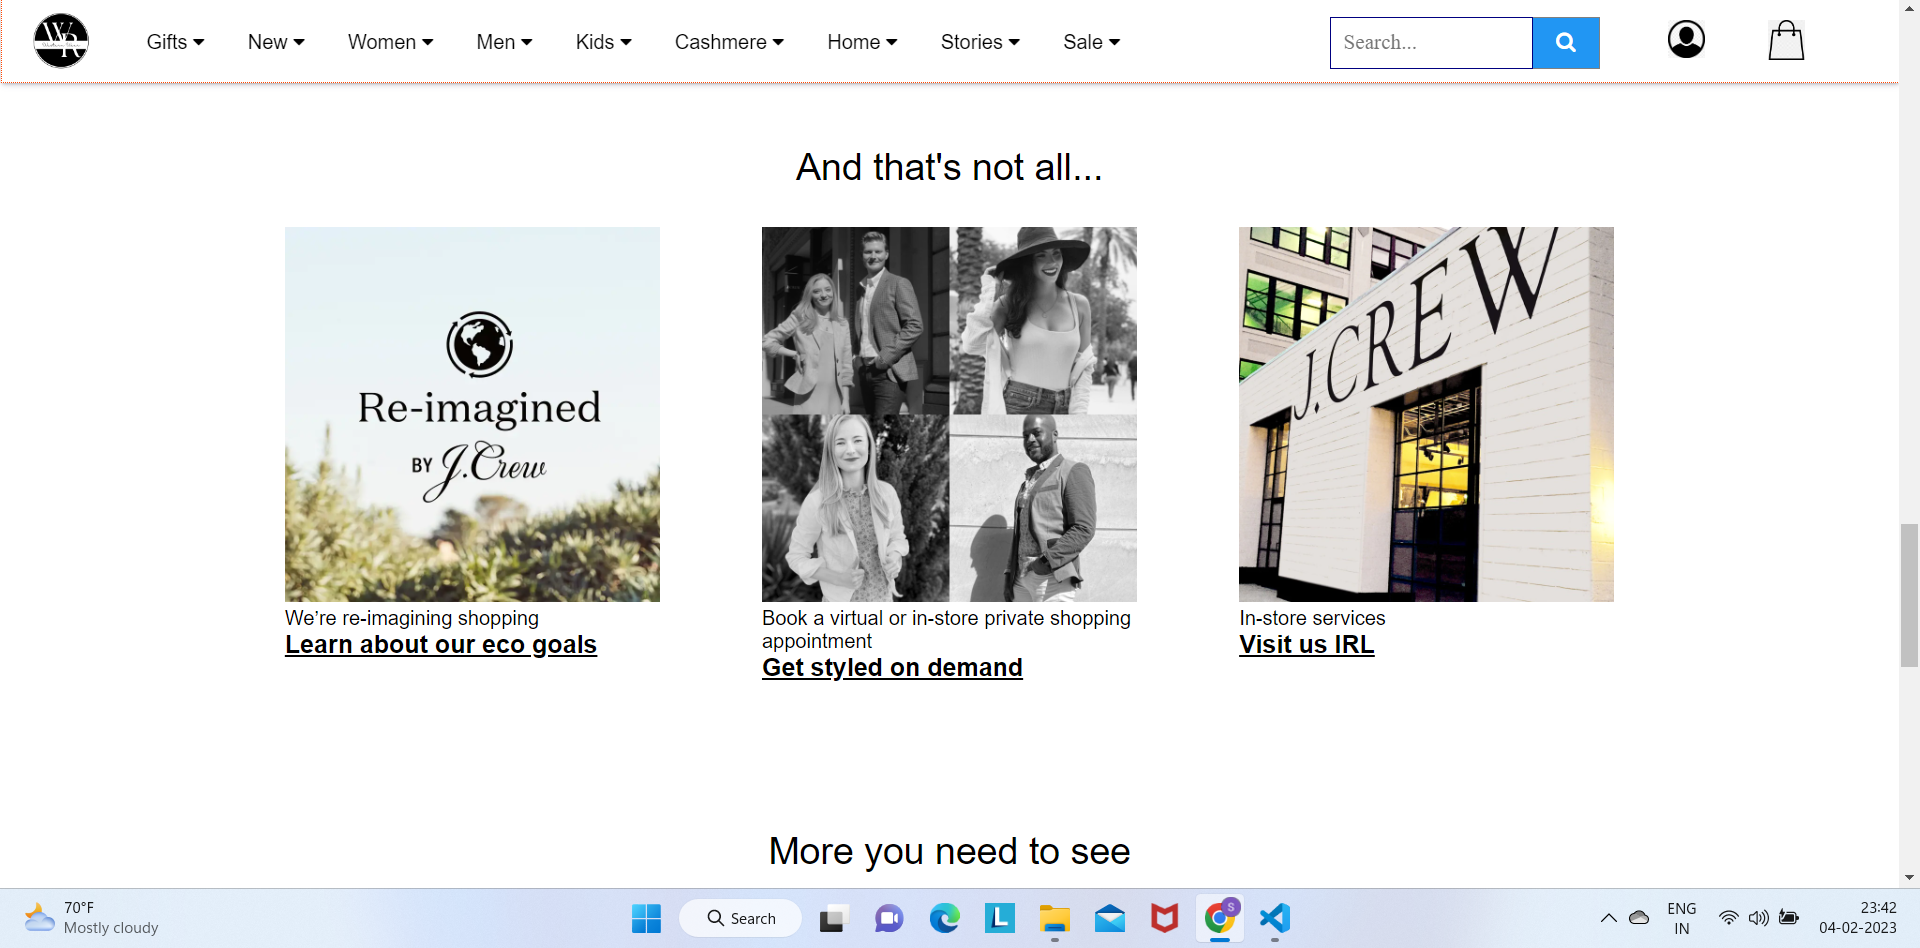 WR
Gifts New Women Men Kids Cashmere Home Stories Sale Search...
And that's not all...
Re-imagined
BY J.Crew
J.CREW
We’re re-imagining shopping
Learn about our eco goals
Book a virtual or in-store private shopping
appointment
Get styled on demand
In-store services
Visit us IRL
More you need to see
70°F
Mostly cloudy
Search
L
S
ENG
IN
23:42
04-02-2023